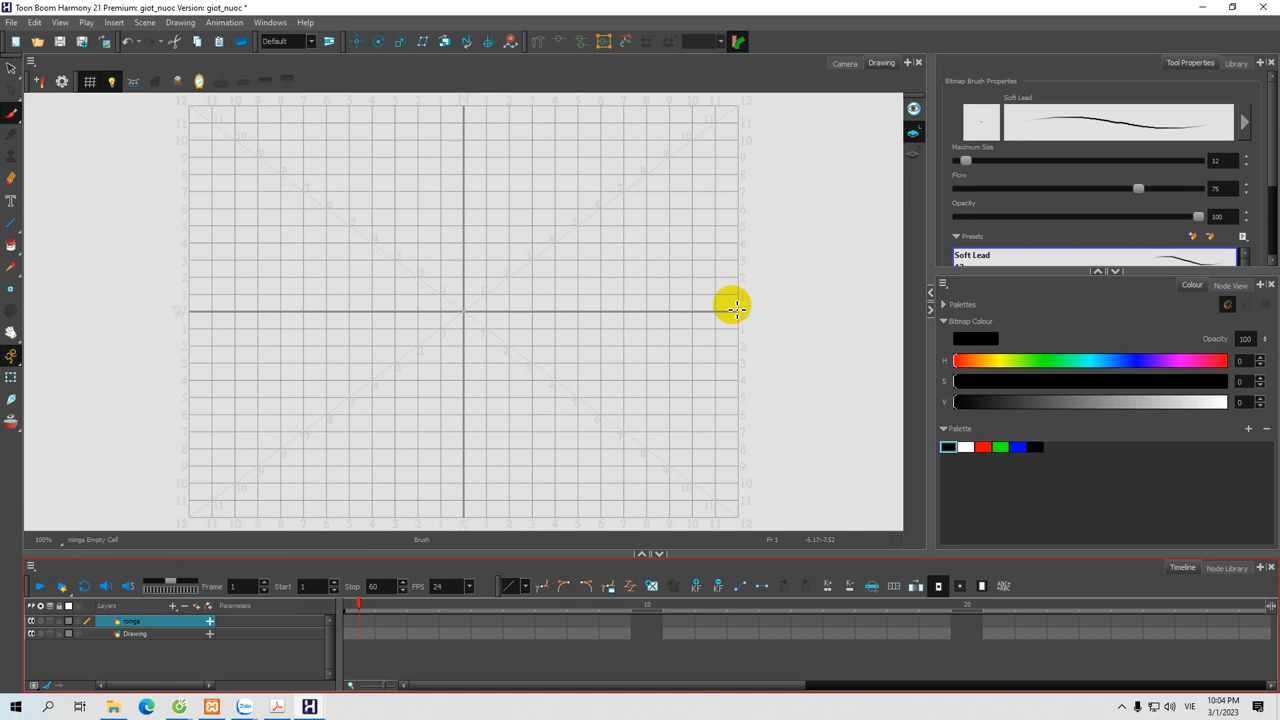 Toon Boom Harmony 21 Premium: giot_nuoc Version: giot_nuoc *
File Edit View Play Insert Scene Drawing Animation Windows Help
Default
Camera Drawing
Tool Properties Library
Bitmap Brush Properties
Soft Lead
Maximum Size
12
Flow
75
Opacity
100
Presets
Soft Lead
Colour Node View
Palettes
Bitmap Colour
Opacity 100
H 0
S 0
V 0
Palette
100% roinga Empty Cell Brush Fr 1 -5.17:-7.52
Timeline Node Library
Frame 1 Start 1 Stop 60 FPS 24
Layers Parameters 10 20
roinga
Drawing
Zalo
VIE
10:04 PM
3/1/2023